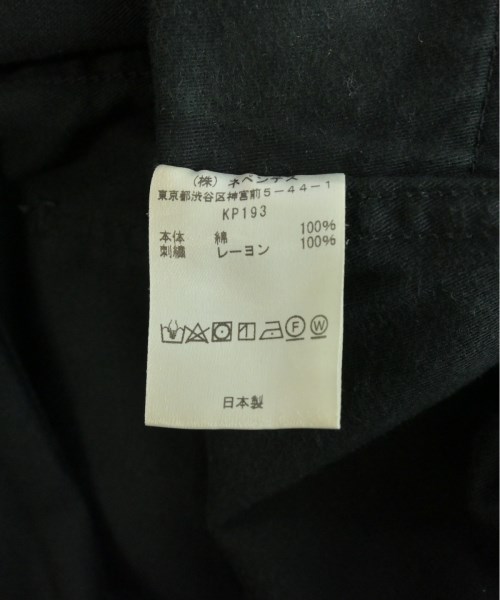 （株）ネペンテス
東京都渋谷区神宮前5-44-1
KP193
本体 綿 100%
刺繍 レーヨン 100%
F W
日本製